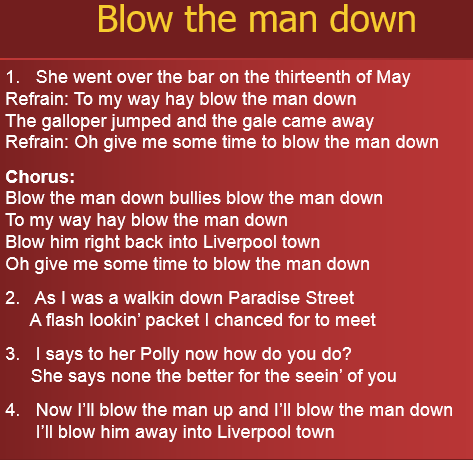 Blow the man down
1. She went over the bar on the thirteenth of May
Refrain: To my way hay blow the man down
The galloper jumped and the gale came away
Refrain: Oh give me some time to blow the man down
Chorus:
Blow the man down bullies blow the man down
To my way hay blow the man down
Blow him right back into Liverpool town
Oh give me some time to blow the man down
2. As I was a walkin down Paradise Street
A flash lookin’ packet I chanced for to meet
3. I says to her Polly now how do you do?
She says none the better for the seein’ of you
4. Now I’ll blow the man up and I’ll blow the man down
I’ll blow him away into Liverpool town